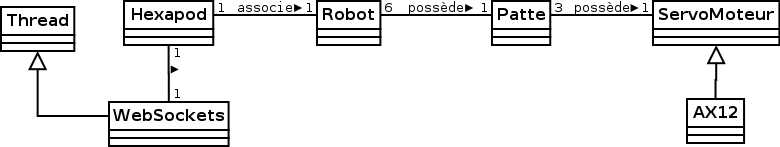 Thread
Hexapod
1 associe► 1
Robot
6 possède► 1
Patte
3 possède► 1
ServoMoteur
1
►
1
WebSockets
AX12